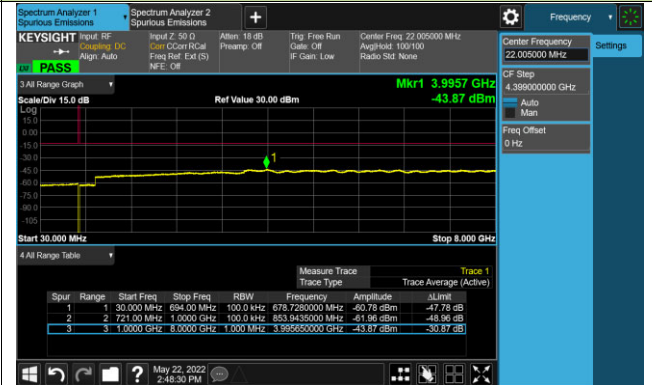 Spectrum Analyzer 1
Spurious Emissions
Spectrum Analyzer 2
Spurious Emissions
Frequency
KEYSIGHT
Input: RF
Coupling: DC
Align: Auto
Input Z: 50 Ω
Corr CCorr RCal
Freq Ref: Ext (S)
NFE: Off
Atten: 18 dB
Preamp: Off
Trig: Free Run
Gate: Off
IF Gain: Low
Center Freq: 22.005000 MHz
Avg|Hold: 100/100
Radio Std: None
PASS
Center Frequency
22.005000 MHz
Settings
CF Step
4.399000000 GHz
Auto
Man
Freq Offset
0 Hz
3 All Range Graph
Mkr1 3.9957 GHz
Scale/Div 15.0 dB
Ref Value 30.00 dBm
-43.87 dBm
Log
15.0
0.00
-15.0
-30.0
-45.0
-60.0
-75.0
-90.0
-105
1
Start 30.000 MHz
Stop 8.000 GHz
4 All Range Table
Measure Trace Trace 1
Trace Type Trace Average (Active)
Spur Range Start Freq Stop Freq RBW Frequency Amplitude ΔLimit
1 1 30.000 MHz 694.00 MHz 100.0 kHz 678.7280000 MHz -60.78 dBm -47.78 dB
2 2 721.00 MHz 1.0000 GHz 100.0 kHz 853.9435000 MHz -61.96 dBm -48.96 dB
3 3 1.0000 GHz 8.0000 GHz 1.000 MHz 3.995650000 GHz -43.87 dBm -30.87 dB
May 22, 2022
2:48:30 PM